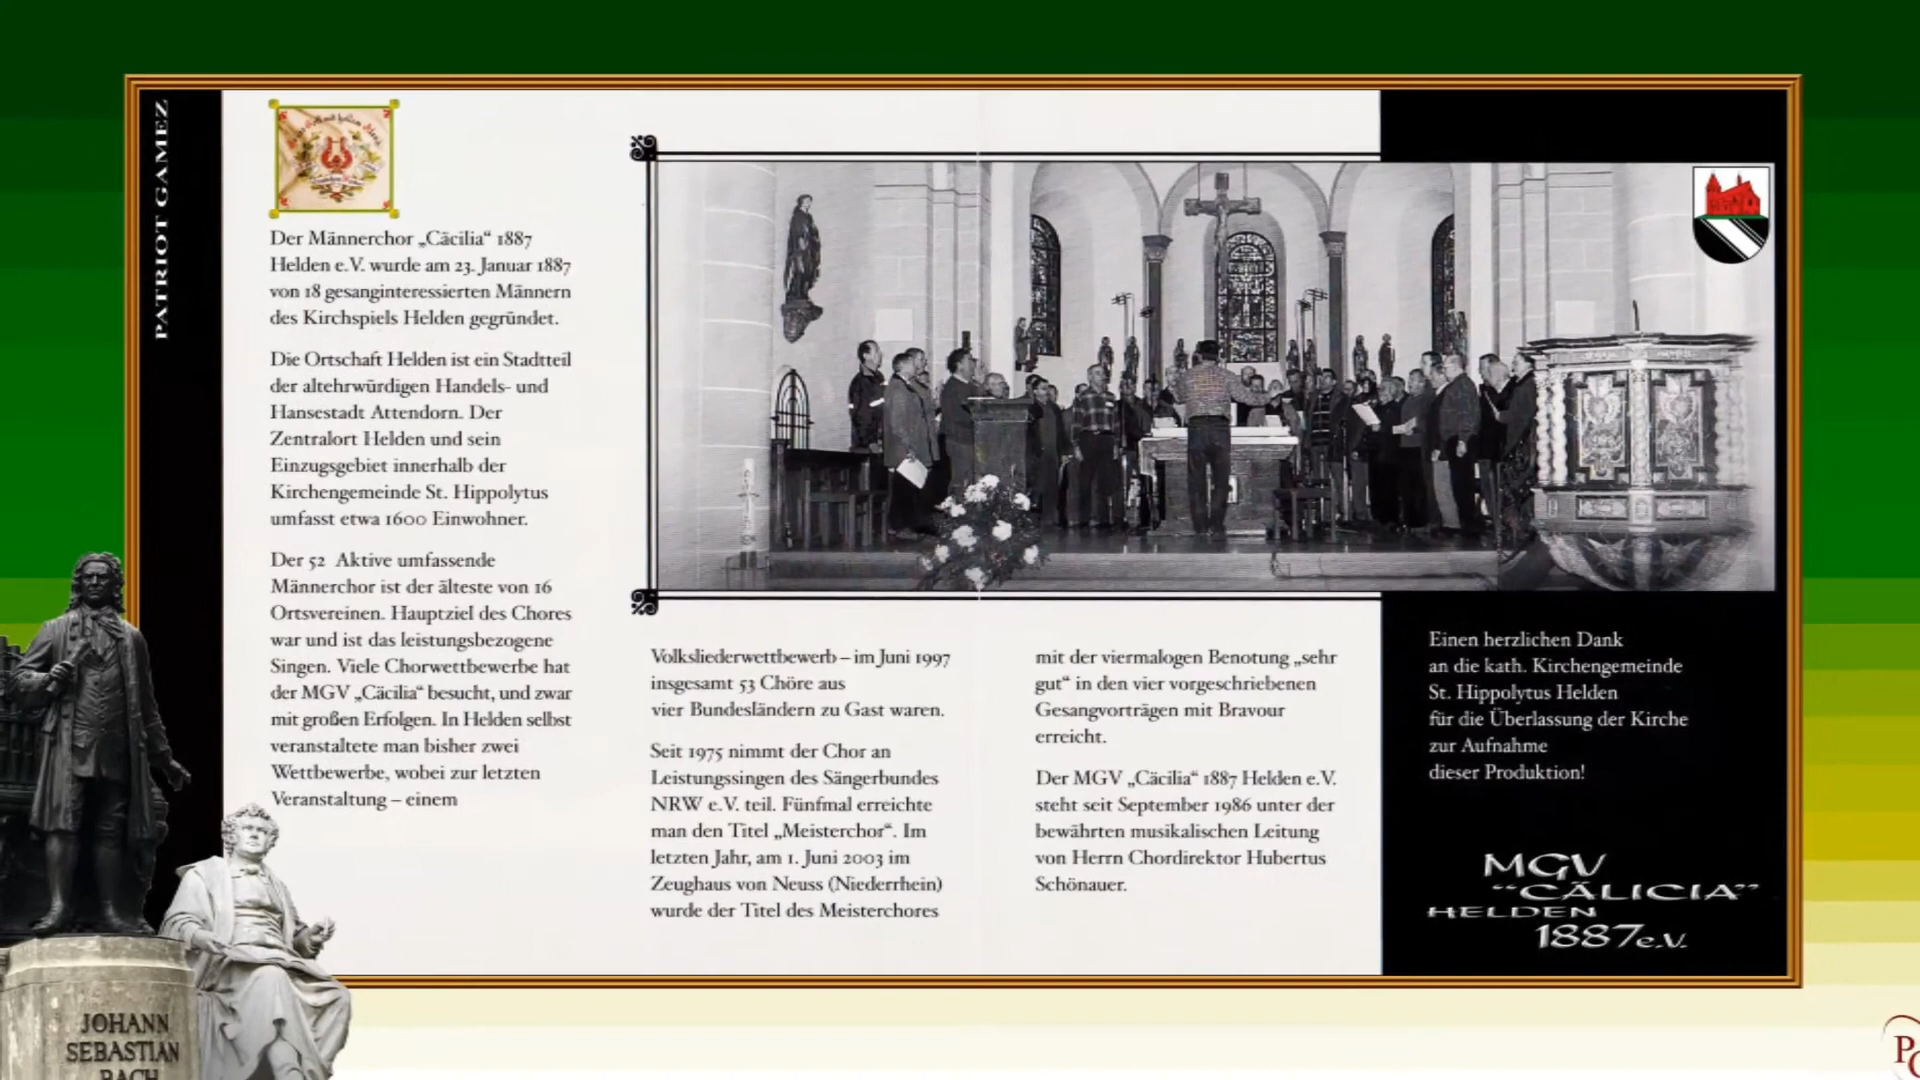 PATRIOT GAMEZ
Der Männerchor „Cäcilia“ 1887
Helden e.V. wurde am 23. Januar 1887
von 18 gesanginteressierten Männern
des Kirchspiels Helden gegründet.
Die Ortschaft Helden ist ein Stadtteil
der altehrwürdigen Handels- und
Hansestadt Attendorn. Der
Zentralort Helden und sein
Einzugsgebiet innerhalb der
Kirchengemeinde St. Hippolytus
umfasst etwa 1600 Einwohner.
Der 52 Aktive umfassende
Männerchor ist der älteste von 16
Ortsvereinen. Hauptziel des Chores
war und ist das leistungsbezogene
Singen. Viele Chorwettbewerbe hat
der MGV „Cäcilia“ besucht, und zwar
mit großen Erfolgen. In Helden selbst
veranstaltete man bisher zwei
Wettbewerbe, wobei zur letzten
Veranstaltung – einem
Volksliederwettbewerb – im Juni 1997
insgesamt 53 Chöre aus
vier Bundesländern zu Gast waren.
Seit 1975 nimmt der Chor an
Leistungssingen des Sängerbundes
NRW e.V. teil. Fünfmal erreichte
man den Titel „Meisterchor“. Im
letzten Jahr, am 1. Juni 2003 im
Zeughaus von Neuss (Niederrhein)
wurde der Titel des Meisterchores
mit der viermalogen Benotung „sehr
gut“ in den vier vorgeschriebenen
Gesangvorträgen mit Bravour
erreicht.
Der MGV „Cäcilia“ 1887 Helden e.V.
steht seit September 1986 unter der
bewährten musikalischen Leitung
von Herrn Chordirektor Hubertus
Schönauer.
Einen herzlichen Dank
an die kath. Kirchengemeinde
St. Hippolytus Helden
für die Überlassung der Kirche
zur Aufnahme
dieser Produktion!
MGV
“CÄLICIA”
HELDEN
1887e.V.
JOHANN
SEBASTIAN
BACH